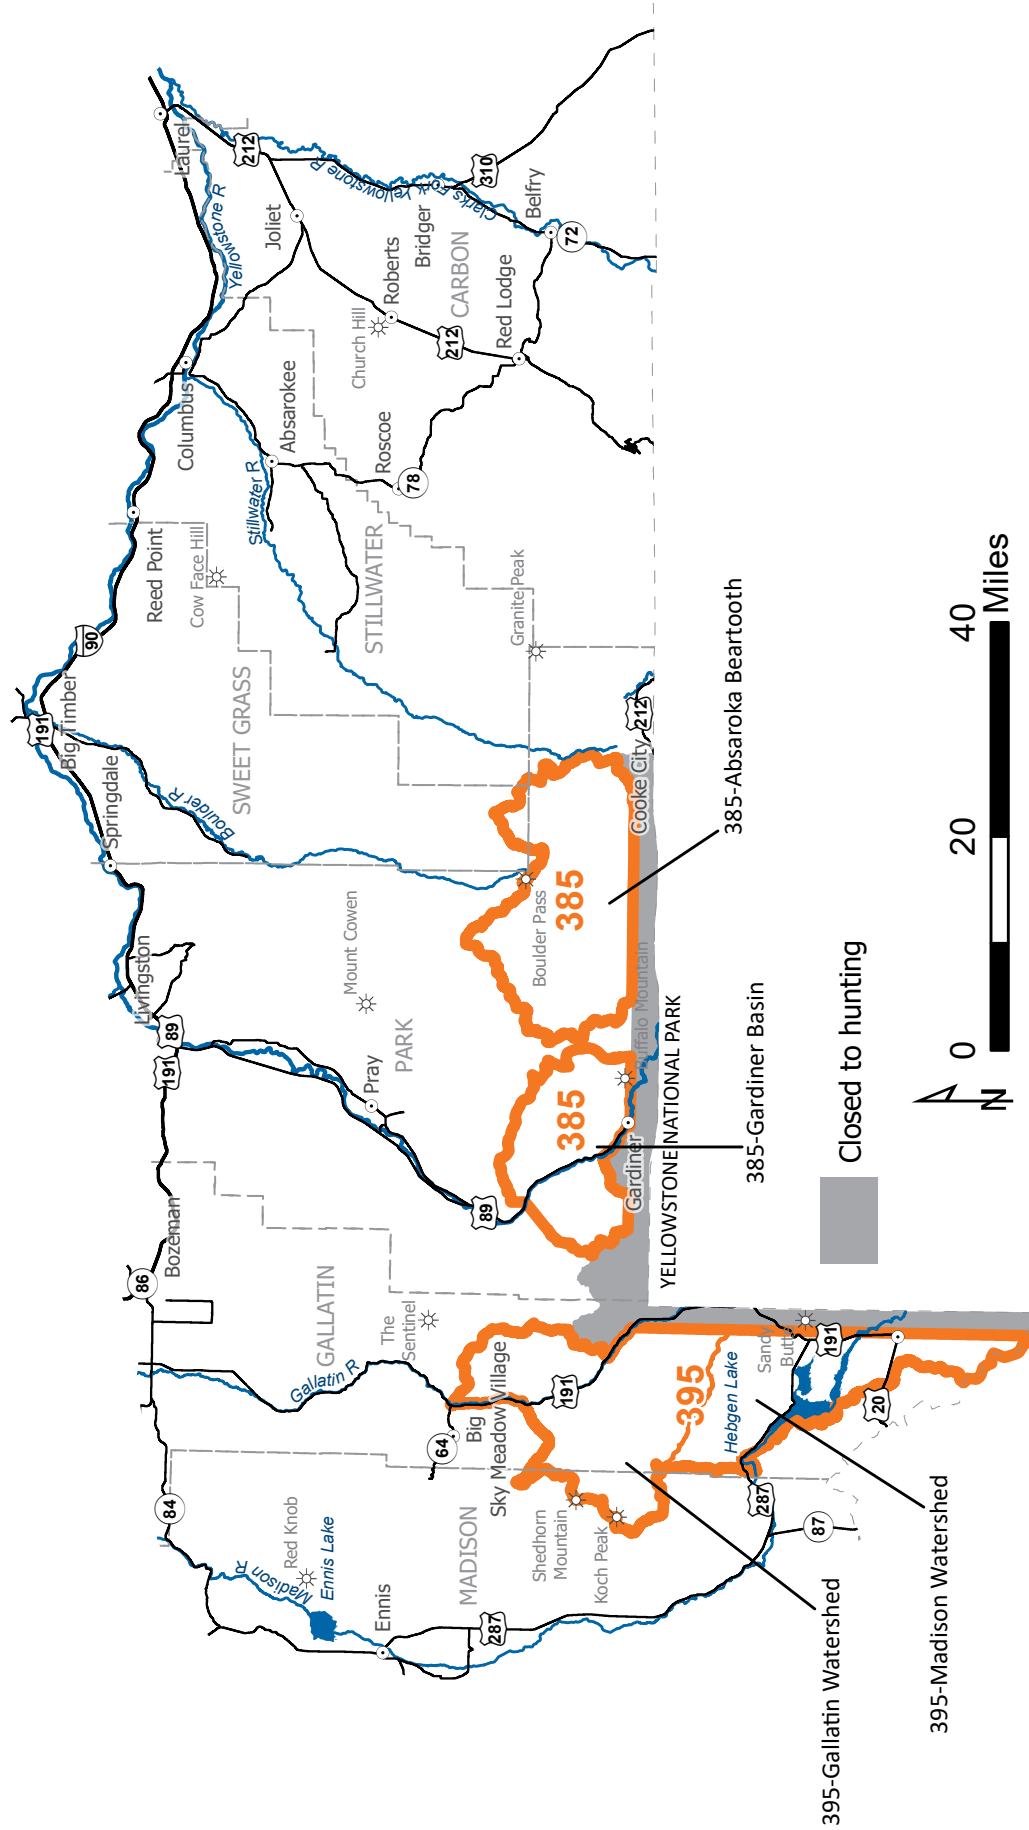 Laurel
212
Yellowstone R
Clarks Fork Yellowstone R
310
Joliet
Bridger
Belfry
72
Roberts
CARBON
Church Hill
212
Red Lodge
Columbus
Absarokee
Roscoe
78
Stillwater R
STILLWATER
Reed Point
Cow Face Hill
Granite Peak
90
191
Big Timber
SWEET GRASS
212
Cooke City
Springdale
Boulder R
385
385-Absaroka Beartooth
Boulder Pass
Livingston
89
191
Mount Cowen
PARK
Pray
Buffalo Mountain
385
385-Gardiner Basin
Gardiner
YELLOWSTONE NATIONAL PARK
89
Bozeman
86
GALLATIN
The
Sentinel
Gallatin R
191
64
Big
Sky Meadow Village
395
Hebgen Lake
Sandy
Butte
191
20
84
Red Knob
Madison R
Ennis Lake
Ennis
MADISON
Shedhorn
Mountain
Koch Peak
287
287
87
395-Gallatin Watershed
395-Madison Watershed
Closed to hunting
N
0
20
40
Miles